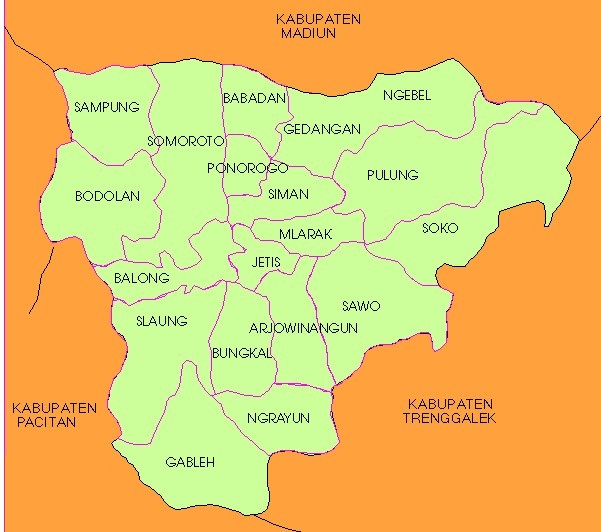 KABUPATEN
MADIUN
NGEBEL
BABADAN
SAMPUNG
GEDANGAN
SOMOROTO
PONOROGO
PULUNG
SIMAN
BODOLAN
SOKO
MLARAK
JETIS
BALONG
SAWO
SLAUNG
ARJOWINANGUN
BUNGKAL
KABUPATEN
TRENGGALEK
KABUPATEN
PACITAN
NGRAYUN
GABLEH